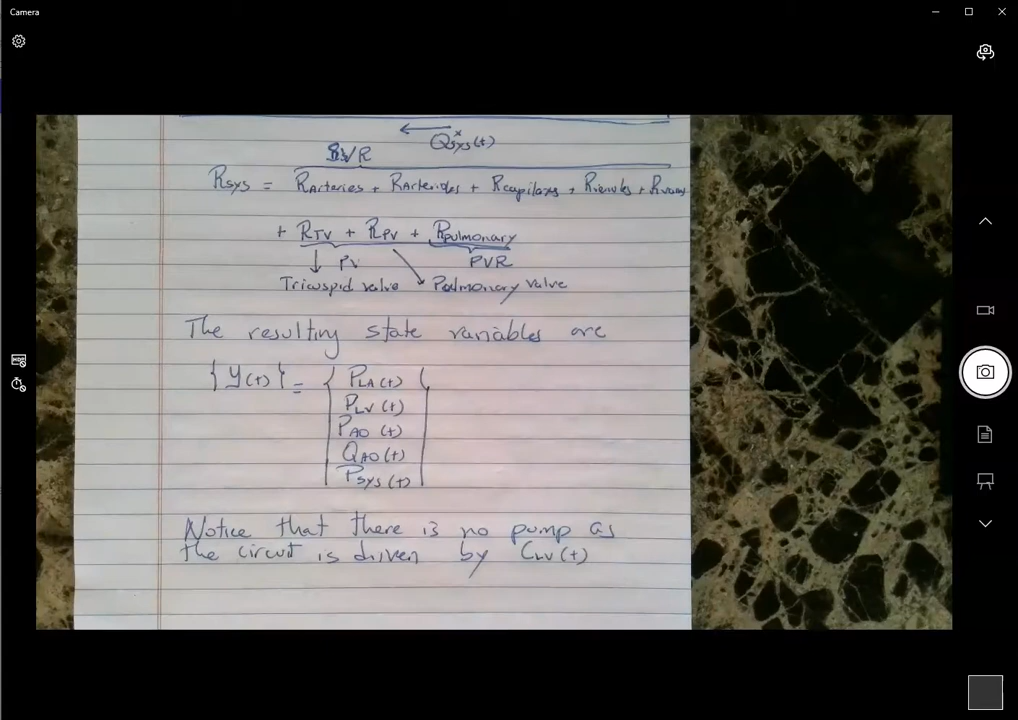 Camera
Qsys(t)
SVR
Rsys = RArteries + RArterioles + Rcapilaxs + Rvenules + Rveins
+ RTV + RPV + Rpulmonary
PV PVR
Tricuspid valve Pulmonary valve
The resulting state variables are
{Y(t)} = { PLA(t)
PLV(t)
PAO(t)
QAO(t)
Psys(t)
Notice that there is no pump as
the circuit is driven by CLV(t)